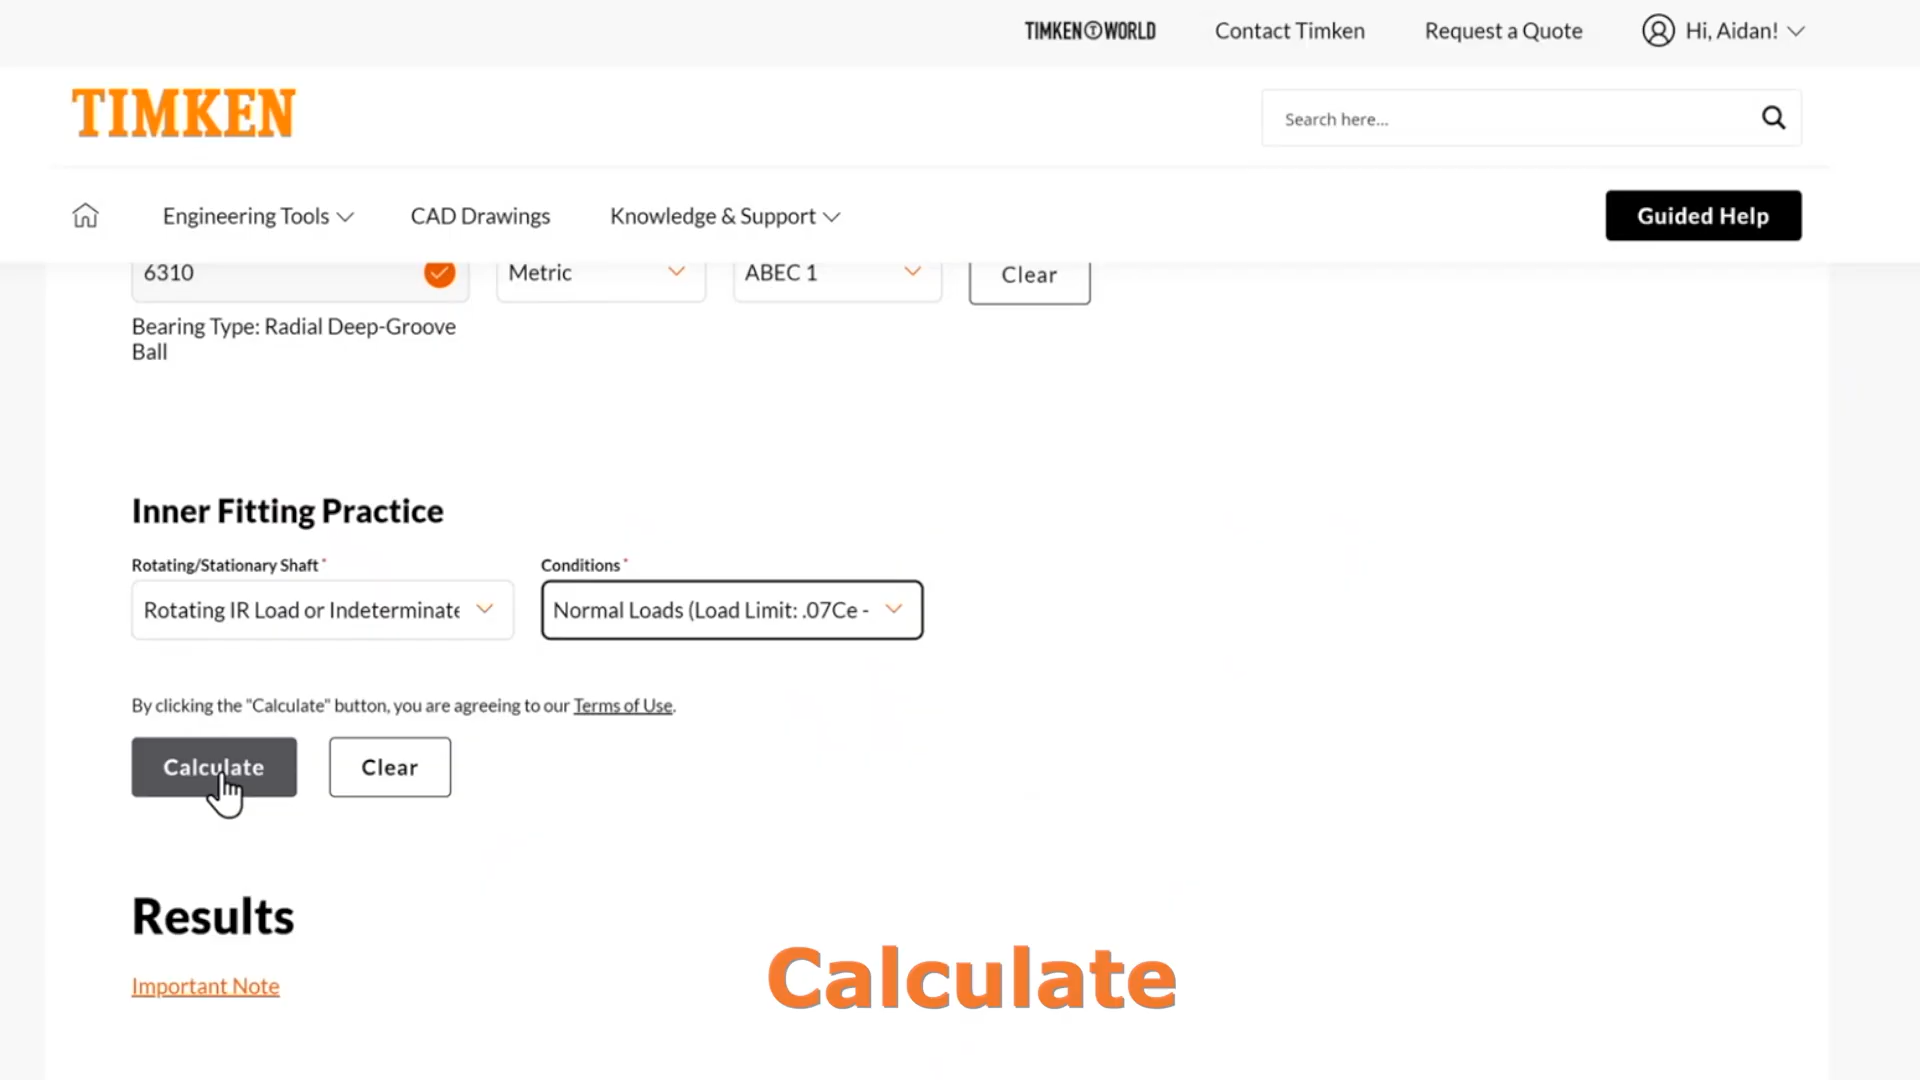 TIMKEN WORLD
Contact Timken
Request a Quote
Hi, Aidan!
TIMKEN
Search here...
Engineering Tools
CAD Drawings
Knowledge & Support
Guided Help
6310
Metric
ABEC 1
Clear
Bearing Type: Radial Deep-Groove
Ball
Inner Fitting Practice
Rotating/Stationary Shaft*
Conditions*
Rotating IR Load or Indeterminate
Normal Loads (Load Limit: .07Ce -
By clicking the "Calculate" button, you are agreeing to our Terms of Use.
Calculate
Clear
Results
Important Note
Calculate